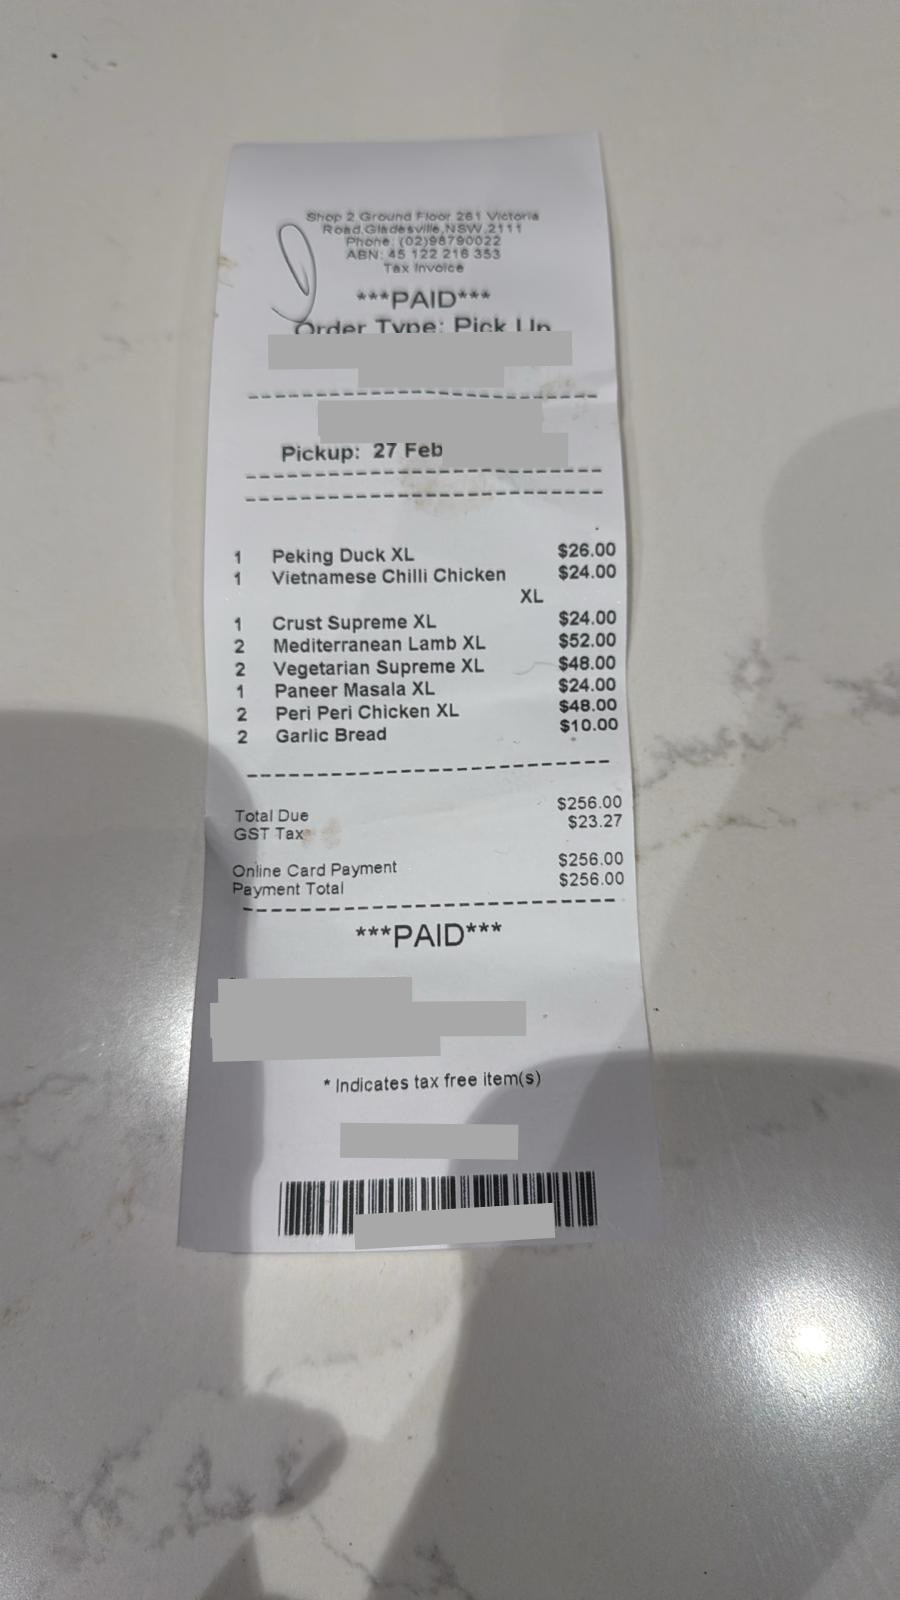 Shop 2 Ground Floor 261 Victoria
Road,Gladesville,NSW,2111
Phone: (02)98790022
ABN: 45 122 216 353
Tax Invoice
***PAID***
Order Type: Pick Up
Pickup: 27 Feb
1 Peking Duck XL $26.00
1 Vietnamese Chilli Chicken $24.00
XL
1 Crust Supreme XL $24.00
2 Mediterranean Lamb XL $52.00
2 Vegetarian Supreme XL $48.00
1 Paneer Masala XL $24.00
2 Peri Peri Chicken XL $48.00
2 Garlic Bread $10.00
Total Due $256.00
GST Tax $23.27
Online Card Payment $256.00
Payment Total $256.00
***PAID***
* Indicates tax free item(s)